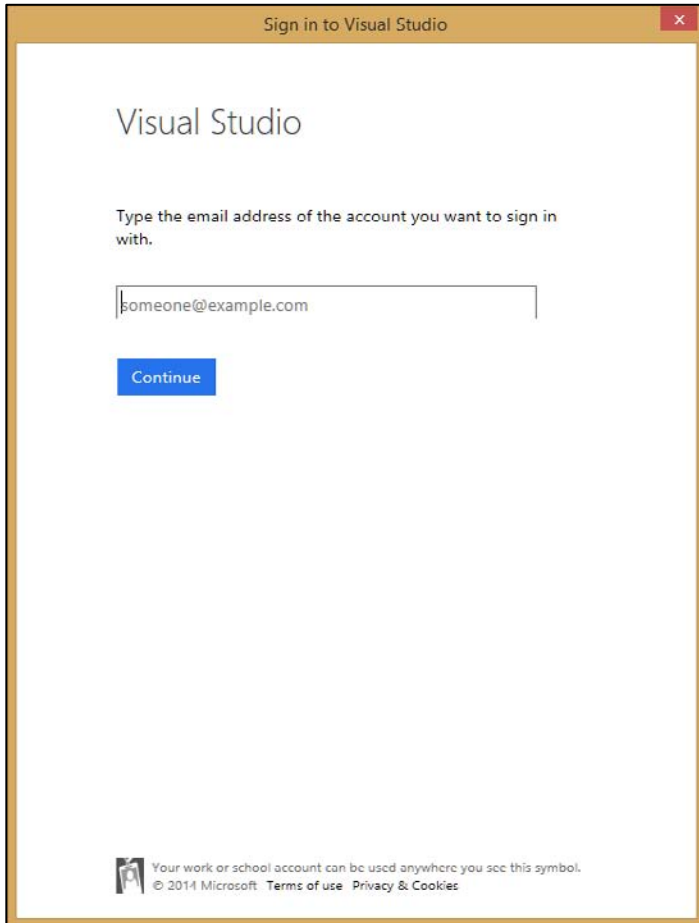 Sign in to Visual Studio
x
Visual Studio
Type the email address of the account you want to sign in
with.
someone@example.com
Continue
Your work or school account can be used anywhere you see this symbol.
© 2014 Microsoft Terms of use Privacy & Cookies